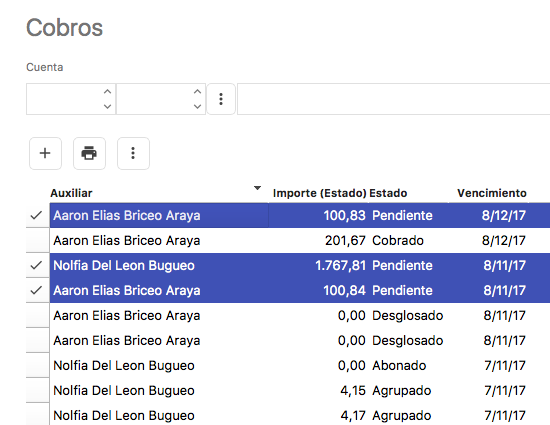 Cobros
Cuenta
Auxiliar Importe (Estado) Estado Vencimiento
Aaron Elias Briceo Araya 100,83 Pendiente 8/12/17
Aaron Elias Briceo Araya 201,67 Cobrado 8/12/17
Nolfia Del Leon Bugueo 1.767,81 Pendiente 8/11/17
Aaron Elias Briceo Araya 100,84 Pendiente 8/11/17
Aaron Elias Briceo Araya 0,00 Desglosado 8/11/17
Aaron Elias Briceo Araya 0,00 Desglosado 8/11/17
Nolfia Del Leon Bugueo 0,00 Abonado 7/11/17
Nolfia Del Leon Bugueo 4,15 Agrupado 7/11/17
Nolfia Del Leon Bugueo 4,17 Agrupado 7/11/17